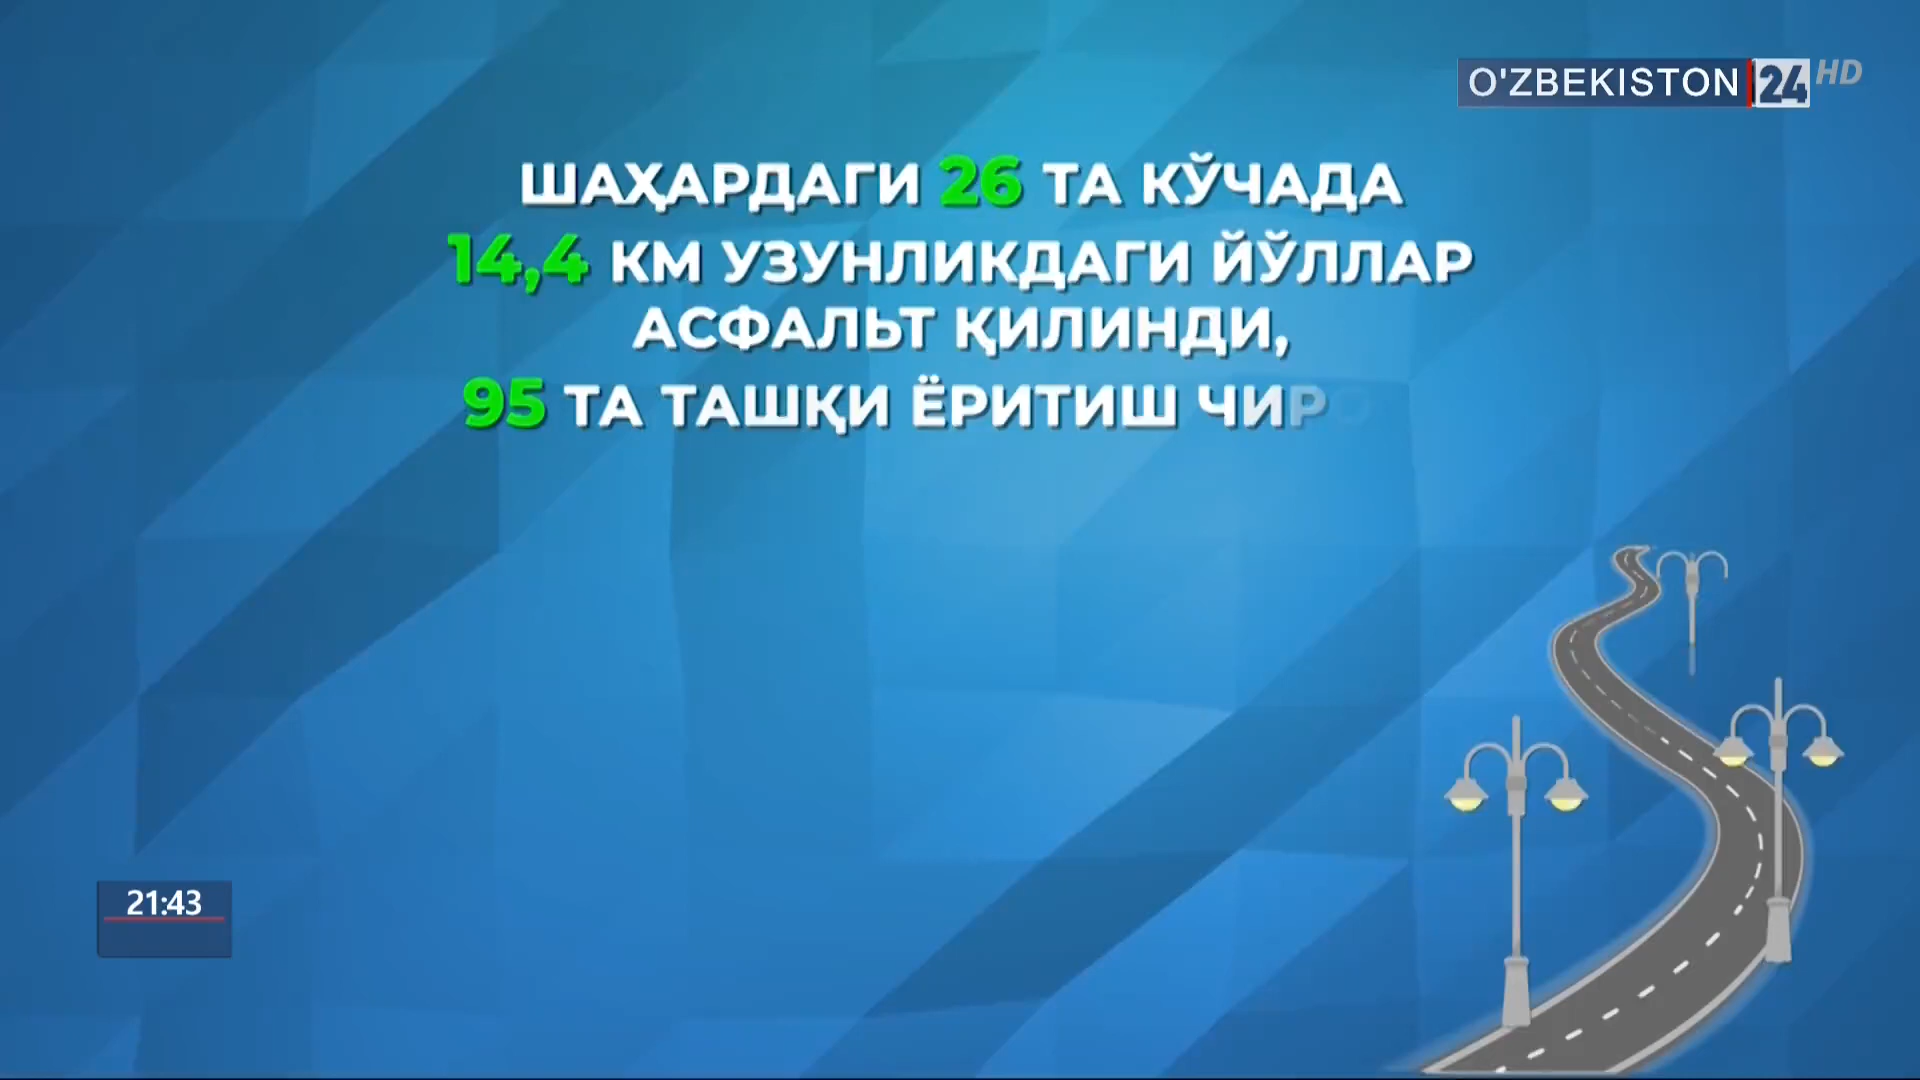 O'ZBEKISTON 24 HD
ШАҲАРДАГИ 26 ТА КЎЧАДА
14,4 КМ УЗУНЛИКДАГИ ЙЎЛЛАР
АСФАЛЬТ ҚИЛИНДИ,
95 ТА ТАШҚИ ЁРИТИШ ЧИРО
21:43